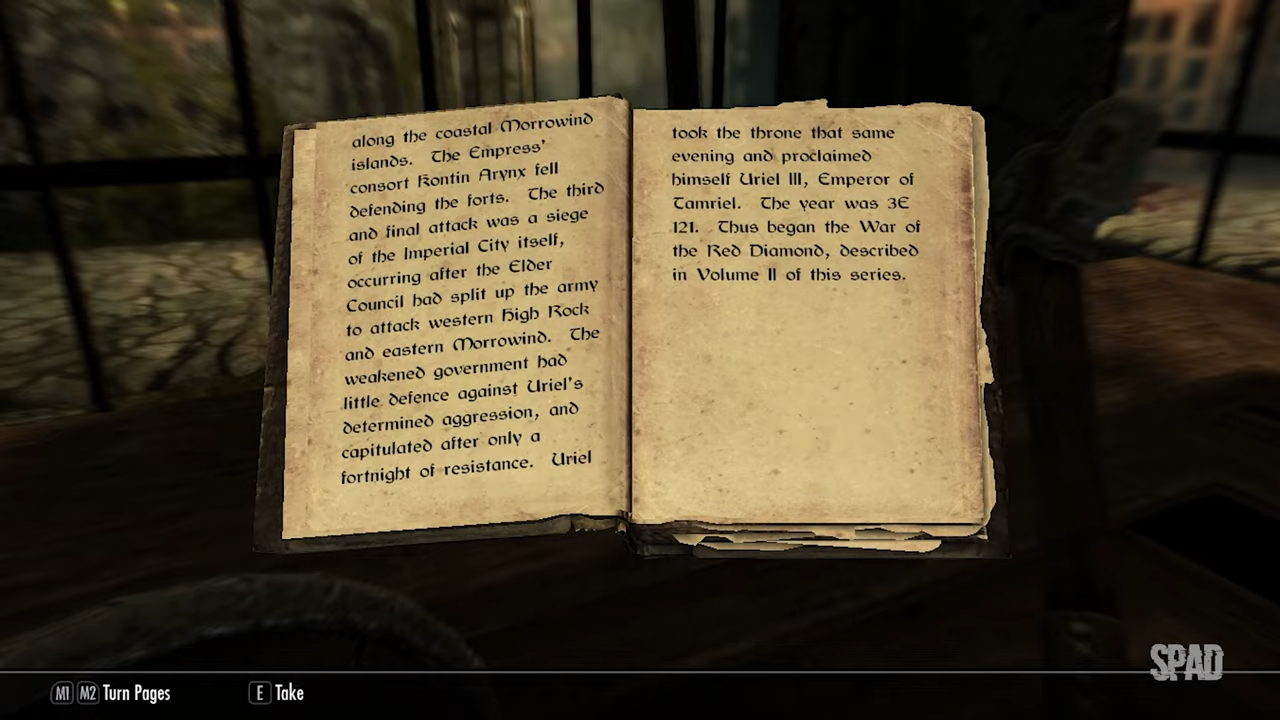 along the coastal Morrowind
islands. The Empress'
consort Kontin Arynx fell
defending the forts. The third
and final attack was a siege
of the Imperial City itself,
occurring after the Elder
Council had split up the army
to attack western High Rock
and eastern Morrowind. The
weakened government had
little defence against Uriel's
determined aggression, and
capitulated after only a
fortnight of resistance. Uriel
took the throne that same
evening and proclaimed
himself Uriel III, Emperor of
Tamriel. The year was 3E
121. Thus began the War of
the Red Diamond, described
in Volume II of this series.
M1 M2 Turn Pages
E Take
SPAD